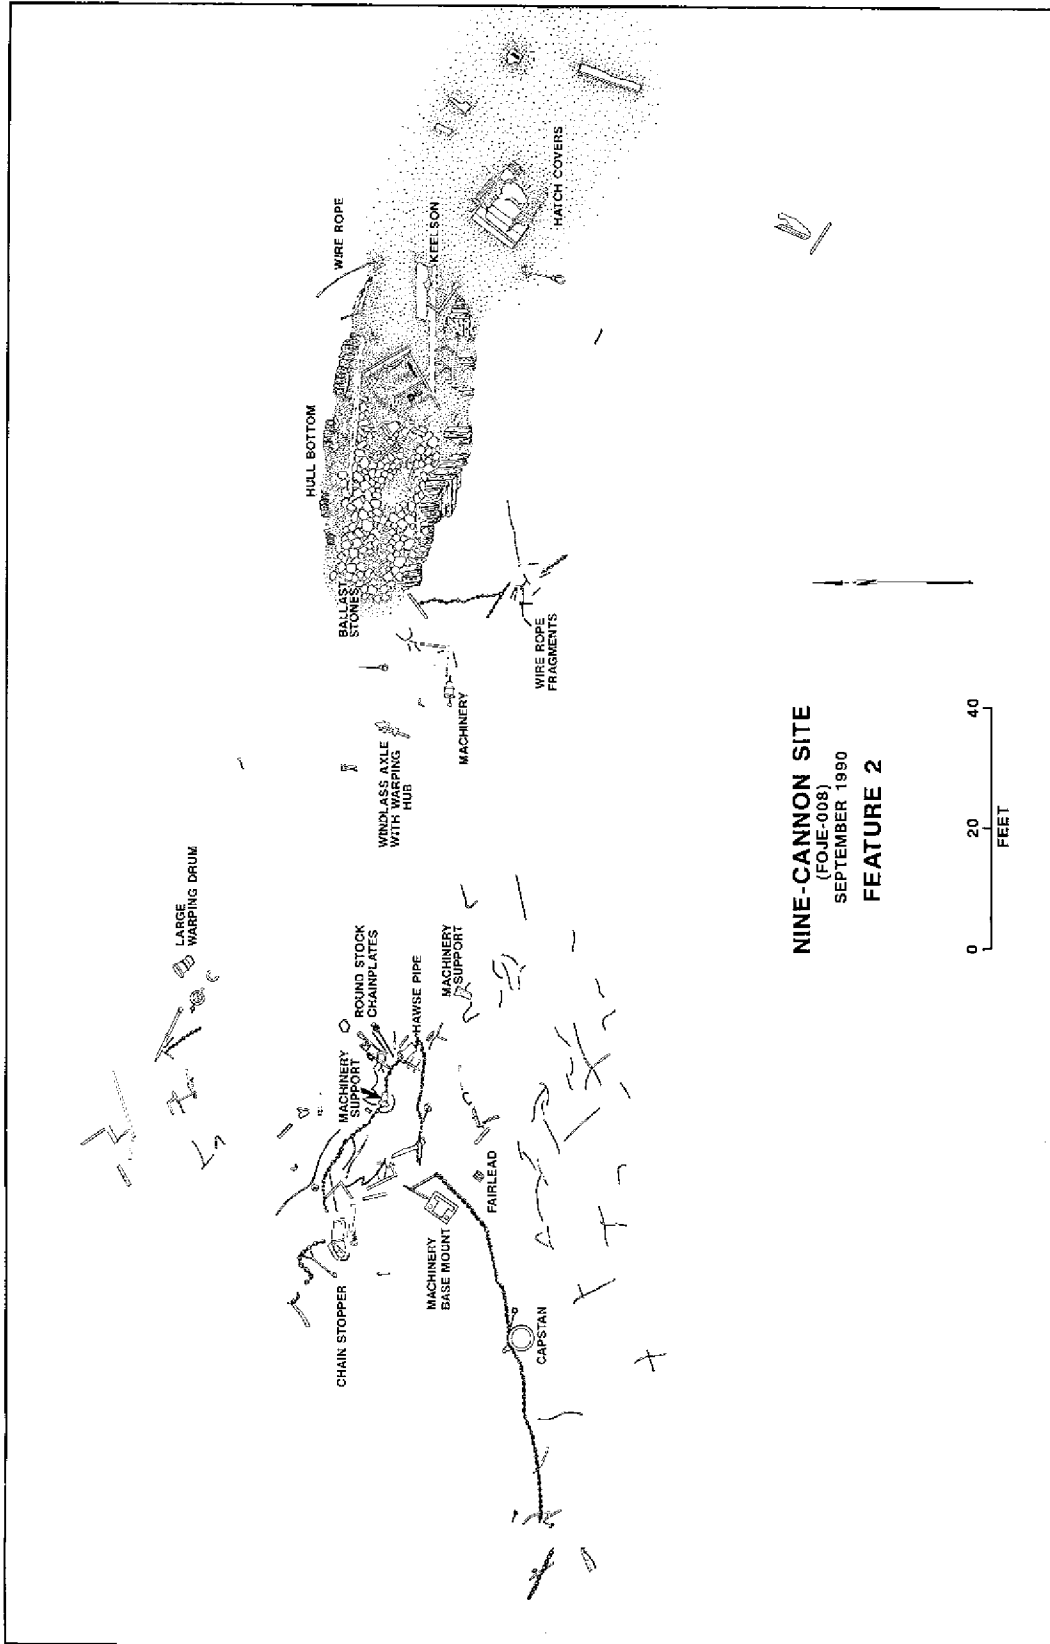 WIRE ROPE
KEELSON
HATCH COVERS
HULL BOTTOM
BALLAST
STONES
WIRE ROPE
FRAGMENTS
MACHINERY
WINDLASS AXLE
WITH WARPING
HUB
LARGE
WARPING DRUM
ROUND STOCK
CHAINPLATES
HAWSE PIPE
MACHINERY
SUPPORT
MACHINERY
SUPPORT
FAIRLEAD
MACHINERY
BASE MOUNT
CHAIN STOPPER
CAPSTAN
N
NINE-CANNON SITE
(FOJE-008)
SEPTEMBER 1990
FEATURE 2
0 20 40
FEET